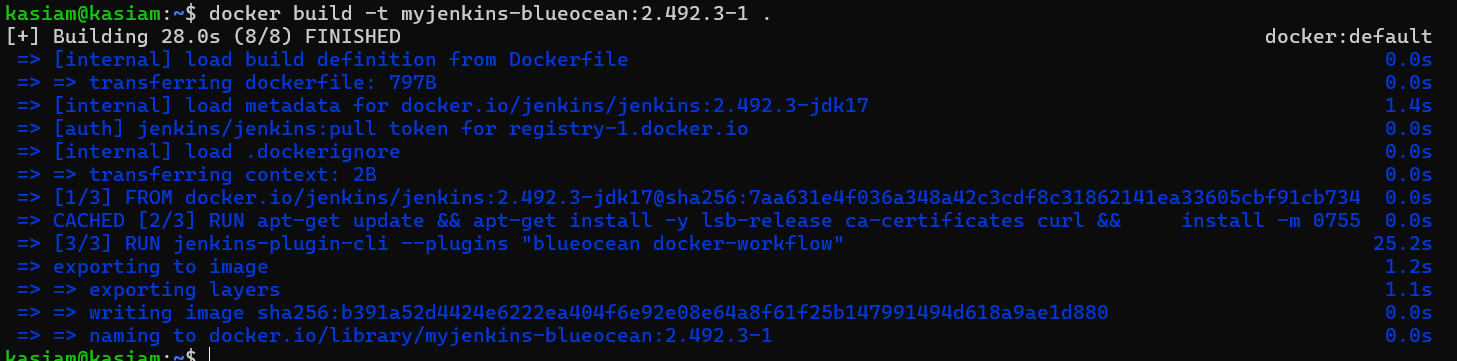 kasiam@kasiam:~$ docker build -t myjenkins-blueocean:2.492.3-1 .
[+] Building 28.0s (8/8) FINISHED docker:default
=> [internal] load build definition from Dockerfile 0.0s
=> => transferring dockerfile: 797B 0.0s
=> [internal] load metadata for docker.io/jenkins/jenkins:2.492.3-jdk17 1.4s
=> [auth] jenkins/jenkins:pull token for registry-1.docker.io 0.0s
=> [internal] load .dockerignore 0.0s
=> => transferring context: 2B 0.0s
=> [1/3] FROM docker.io/jenkins/jenkins:2.492.3-jdk17@sha256:7aa631e4f036a348a42c3cdf8c31862141ea33605cbf91cb734 0.0s
=> CACHED [2/3] RUN apt-get update && apt-get install -y lsb-release ca-certificates curl && install -m 0755 0.0s
=> [3/3] RUN jenkins-plugin-cli --plugins "blueocean docker-workflow" 25.2s
=> exporting to image 1.2s
=> => exporting layers 1.1s
=> => writing image sha256:b391a52d4424e6222ea404f6e92e08e64a8f61f25b147991494d618a9ae1d880 0.0s
=> => naming to docker.io/library/myjenkins-blueocean:2.492.3-1 0.0s
kasiam@kasiam:~$